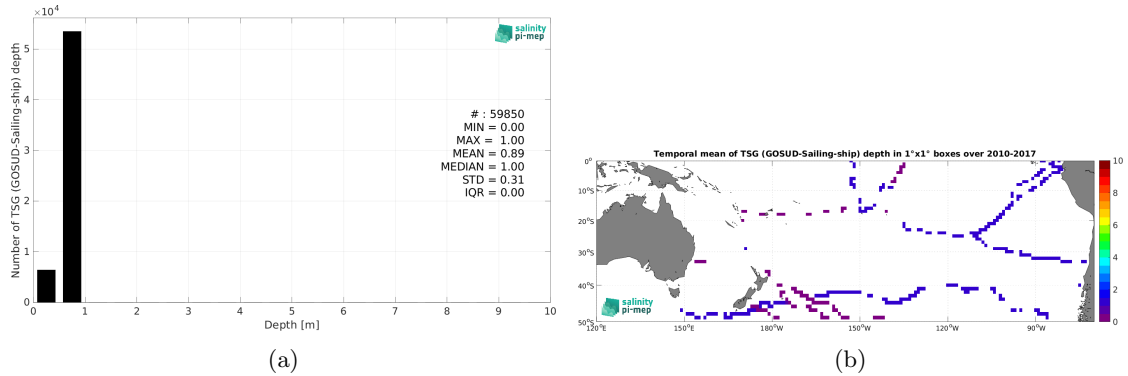 ×10⁴
5
4
3
2
1
0
Number of TSG (GOSUD-Sailing-ship) depth
salinity
pi-mep
# : 59850
MIN = 0.00
MAX = 1.00
MEAN = 0.89
MEDIAN = 1.00
STD = 0.31
IQR = 0.00
0 1 2 3 4 5 6 7 8 9 10
Depth [m]
(a)
Temporal mean of TSG (GOSUD-Sailing-ship) depth in 1°x1° boxes over 2010-2017
0°
10°S
20°S
30°S
40°S
50°S
salinity
pi-mep
120°W 150°W 180°W 150°W 120°W 90°W
10
8
6
4
2
0
(b)